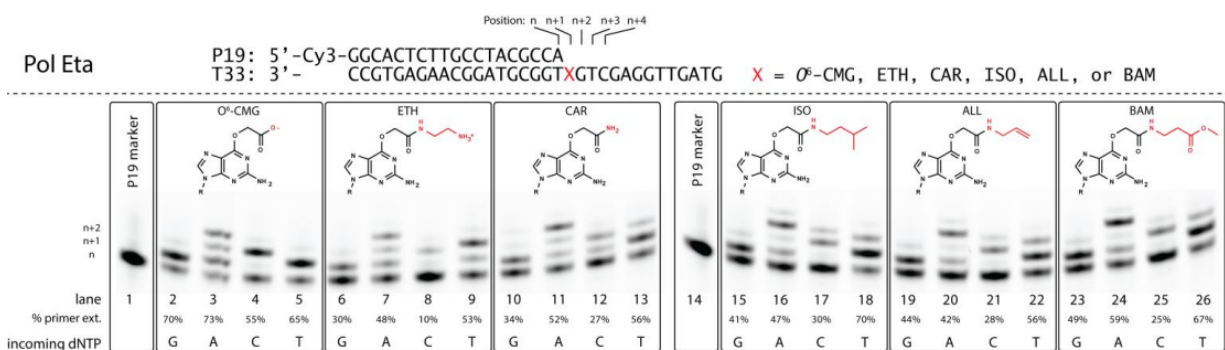 Position: n n+1 n+2 n+3 n+4
Pol Eta
P19: 5’-Cy3-GGCACTCTTGCCTACGCCA
T33: 3’- CCGTGAGAACGGATGCGGTXGTCGAGGTTGATG X = O⁶-CMG, ETH, CAR, ISO, ALL, or BAM
P19 marker O⁶-CMG ETH CAR P19 marker ISO ALL BAM
n+2
n+1
n
lane 1 2 3 4 5 6 7 8 9 10 11 12 13 14 15 16 17 18 19 20 21 22 23 24 25 26
% primer ext. 70% 73% 55% 65% 30% 48% 10% 53% 34% 52% 27% 56% 41% 47% 30% 70% 44% 42% 28% 56% 49% 59% 25% 67%
incoming dNTP G A C T G A C T G A C T G A C T G A C T G A C T